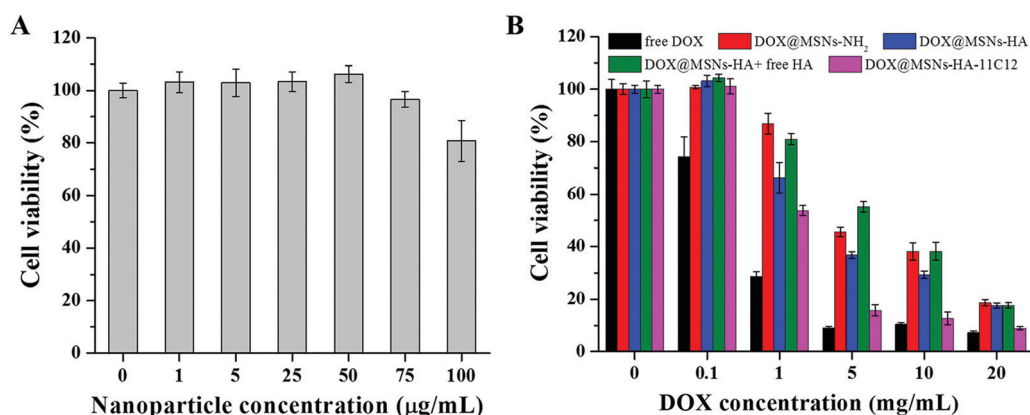 A
120
100
80
60
40
20
0
Cell viability (%)
0 1 5 25 50 75 100
Nanoparticle concentration (μg/mL)
B
120
100
80
60
40
20
0
Cell viability (%)
free DOX DOX@MSNs-NH2 DOX@MSNs-HA
DOX@MSNs-HA+ free HA DOX@MSNs-HA-11C12
0 0.1 1 5 10 20
DOX concentration (mg/mL)